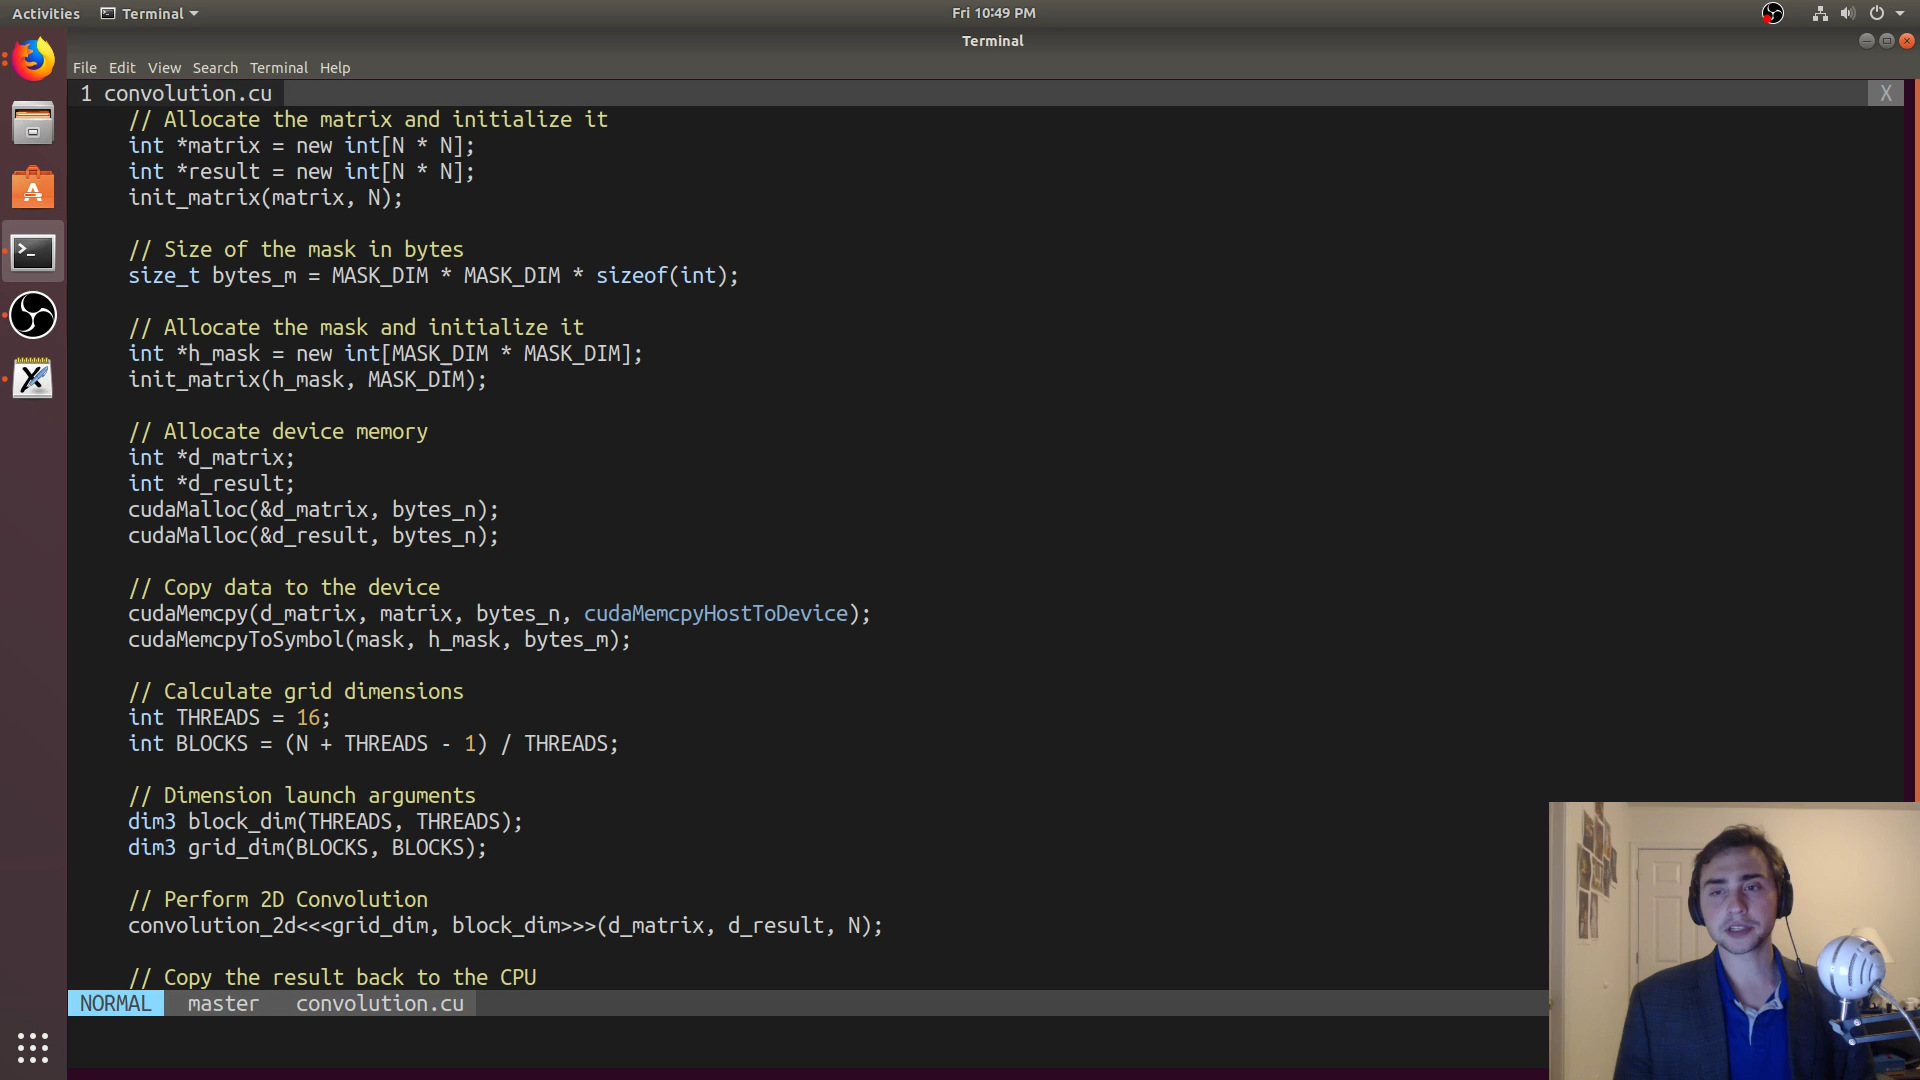 Activities
Terminal
Fri 10:49 PM
Terminal
File Edit View Search Terminal Help
1 convolution.cu
X
// Allocate the matrix and initialize it
int *matrix = new int[N * N];
int *result = new int[N * N];
init_matrix(matrix, N);
// Size of the mask in bytes
size_t bytes_m = MASK_DIM * MASK_DIM * sizeof(int);
// Allocate the mask and initialize it
int *h_mask = new int[MASK_DIM * MASK_DIM];
init_matrix(h_mask, MASK_DIM);
// Allocate device memory
int *d_matrix;
int *d_result;
cudaMalloc(&d_matrix, bytes_n);
cudaMalloc(&d_result, bytes_n);
// Copy data to the device
cudaMemcpy(d_matrix, matrix, bytes_n, cudaMemcpyHostToDevice);
cudaMemcpyToSymbol(mask, h_mask, bytes_m);
// Calculate grid dimensions
int THREADS = 16;
int BLOCKS = (N + THREADS - 1) / THREADS;
// Dimension launch arguments
dim3 block_dim(THREADS, THREADS);
dim3 grid_dim(BLOCKS, BLOCKS);
// Perform 2D Convolution
convolution_2d<<<grid_dim, block_dim>>>(d_matrix, d_result, N);
// Copy the result back to the CPU
NORMAL master convolution.cu